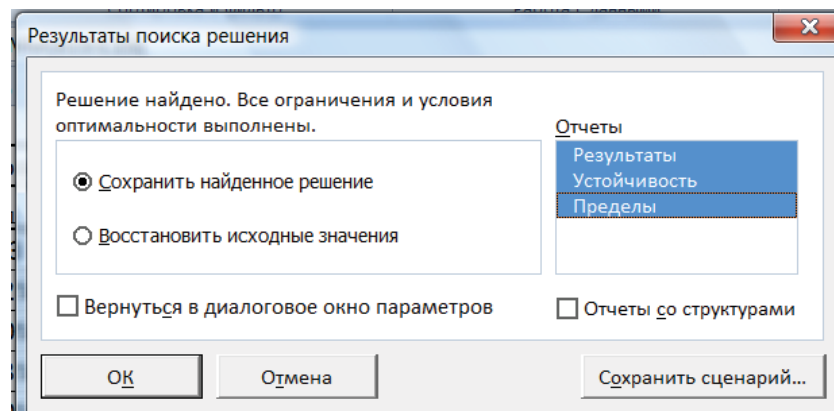 Результаты поиска решения
Решение найдено. Все ограничения и условия
оптимальности выполнены.
Отчеты
Результаты
Устойчивость
Пределы
Сохранить найденное решение
Восстановить исходные значения
Вернуться в диалоговое окно параметров
Отчеты со структурами
ОК
Отмена
Сохранить сценарий...